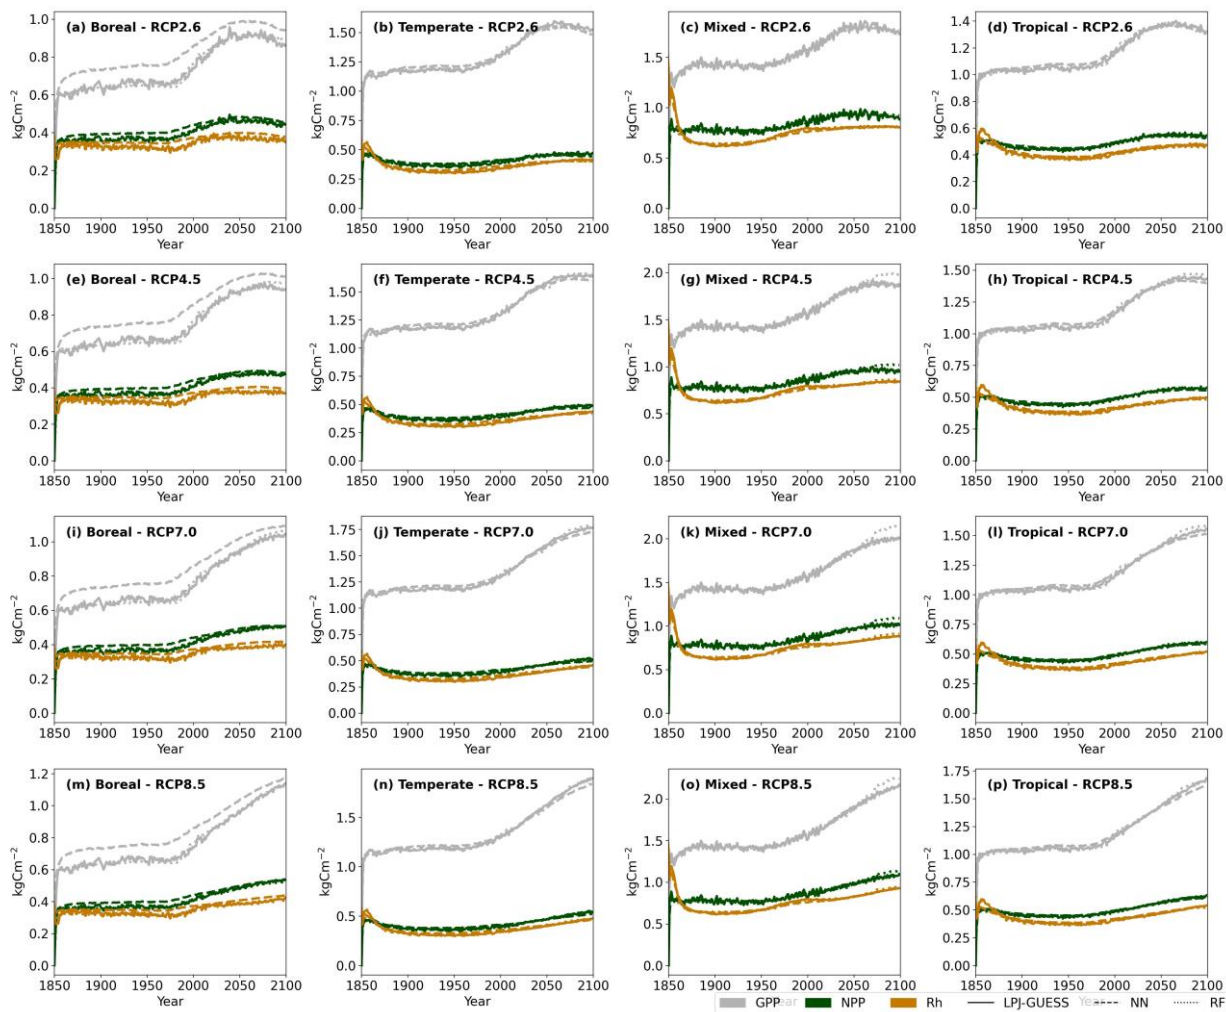 (a) Boreal - RCP2.6
kgCm−2
1.0
0.8
0.6
0.4
0.2
0.0
1850 1900 1950 2000 2050 2100
Year
(b) Temperate - RCP2.6
kgCm−2
1.50
1.25
1.00
0.75
0.50
0.25
0.00
1850 1900 1950 2000 2050 2100
Year
(c) Mixed - RCP2.6
kgCm−2
1.5
1.0
0.5
0.0
1850 1900 1950 2000 2050 2100
Year
(d) Tropical - RCP2.6
kgCm−2
1.4
1.2
1.0
0.8
0.6
0.4
0.2
0.0
1850 1900 1950 2000 2050 2100
Year
(e) Boreal - RCP4.5
kgCm−2
1.0
0.8
0.6
0.4
0.2
0.0
1850 1900 1950 2000 2050 2100
Year
(f) Temperate - RCP4.5
kgCm−2
1.50
1.25
1.00
0.75
0.50
0.25
0.00
1850 1900 1950 2000 2050 2100
Year
(g) Mixed - RCP4.5
kgCm−2
2.0
1.5
1.0
0.5
0.0
1850 1900 1950 2000 2050 2100
Year
(h) Tropical - RCP4.5
kgCm−2
1.50
1.25
1.00
0.75
0.50
0.25
0.00
1850 1900 1950 2000 2050 2100
Year
(i) Boreal - RCP7.0
kgCm−2
1.0
0.8
0.6
0.4
0.2
0.0
1850 1900 1950 2000 2050 2100
Year
(j) Temperate - RCP7.0
kgCm−2
1.75
1.50
1.25
1.00
0.75
0.50
0.25
0.00
1850 1900 1950 2000 2050 2100
Year
(k) Mixed - RCP7.0
kgCm−2
2.0
1.5
1.0
0.5
0.0
1850 1900 1950 2000 2050 2100
Year
(l) Tropical - RCP7.0
kgCm−2
1.50
1.25
1.00
0.75
0.50
0.25
0.00
1850 1900 1950 2000 2050 2100
Year
(m) Boreal - RCP8.5
kgCm−2
1.2
1.0
0.8
0.6
0.4
0.2
0.0
1850 1900 1950 2000 2050 2100
Year
(n) Temperate - RCP8.5
kgCm−2
1.5
1.0
0.5
0.0
1850 1900 1950 2000 2050 2100
Year
(o) Mixed - RCP8.5
kgCm−2
2.0
1.5
1.0
0.5
0.0
1850 1900 1950 2000 2050 2100
Year
(p) Tropical - RCP8.5
kgCm−2
1.75
1.50
1.25
1.00
0.75
0.50
0.25
0.00
1850 1900 1950 2000 2050 2100
Year
GPP NPP Rh LPJ-GUESS NN RF